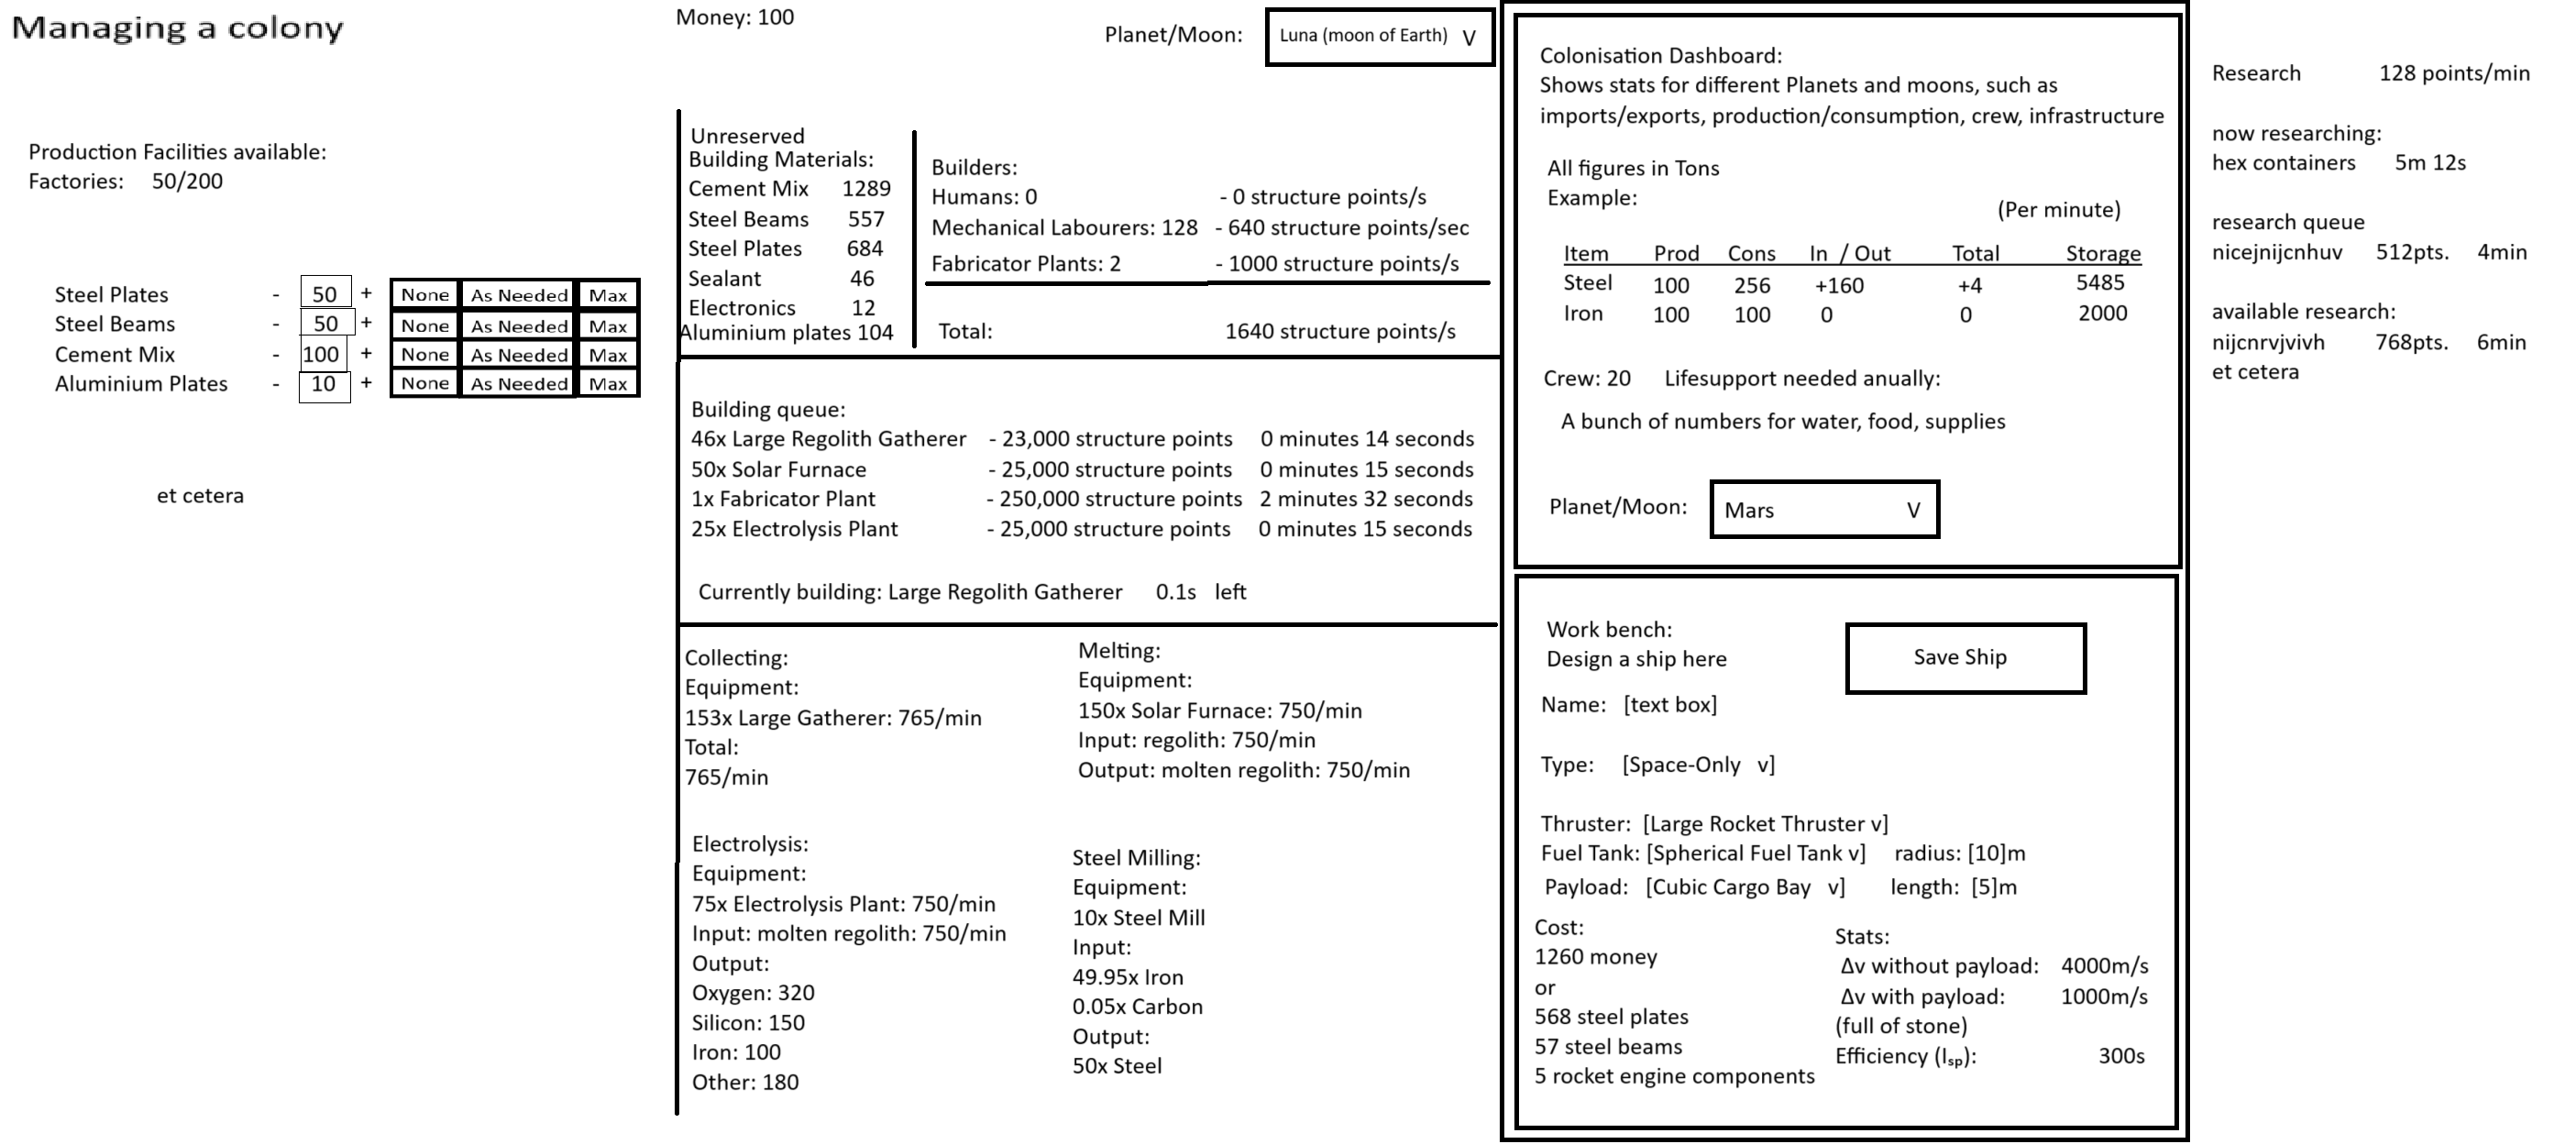 Managing a colony
Production Facilities available:
Factories: 50/200
Steel Plates - 50 + None As Needed Max
Steel Beams - 50 + None As Needed Max
Cement Mix - 100 + None As Needed Max
Aluminium Plates - 10 + None As Needed Max
et cetera
Money: 100
Planet/Moon: Luna (moon of Earth) V
Unreserved
Building Materials:
Cement Mix 1289
Steel Beams 557
Steel Plates 684
Sealant 46
Electronics 12
Aluminium plates 104
Builders:
Humans: 0 - 0 structure points/s
Mechanical Labourers: 128 - 640 structure points/sec
Fabricator Plants: 2 - 1000 structure points/s
Total: 1640 structure points/s
Building queue:
46x Large Regolith Gatherer - 23,000 structure points 0 minutes 14 seconds
50x Solar Furnace - 25,000 structure points 0 minutes 15 seconds
1x Fabricator Plant - 250,000 structure points 2 minutes 32 seconds
25x Electrolysis Plant - 25,000 structure points 0 minutes 15 seconds
Currently building: Large Regolith Gatherer 0.1s left
Collecting:
Equipment:
153x Large Gatherer: 765/min
Total:
765/min
Melting:
Equipment:
150x Solar Furnace: 750/min
Input: regolith: 750/min
Output: molten regolith: 750/min
Electrolysis:
Equipment:
75x Electrolysis Plant: 750/min
Input: molten regolith: 750/min
Output:
Oxygen: 320
Silicon: 150
Iron: 100
Other: 180
Steel Milling:
Equipment:
10x Steel Mill
Input:
49.95x Iron
0.05x Carbon
Output:
50x Steel
Colonisation Dashboard:
Shows stats for different Planets and moons, such as
imports/exports, production/consumption, crew, infrastructure
All figures in Tons
Example:
(Per minute)
Item Prod Cons In / Out Total Storage
Steel 100 256 +160 +4 5485
Iron 100 100 0 0 2000
Crew: 20 Lifesupport needed anually:
A bunch of numbers for water, food, supplies
Planet/Moon: Mars V
Work bench:
Design a ship here
Save Ship
Name: [text box]
Type: [Space-Only v]
Thruster: [Large Rocket Thruster v]
Fuel Tank: [Spherical Fuel Tank v] radius: [10]m
Payload: [Cubic Cargo Bay v] length: [5]m
Cost:
1260 money
or
568 steel plates
57 steel beams
5 rocket engine components
Stats:
Δv without payload: 4000m/s
Δv with payload: 1000m/s
(full of stone)
Efficiency (Iₛₚ): 300s
Research 128 points/min
now researching:
hex containers 5m 12s
research queue
nicejnijcnhuv 512pts. 4min
available research:
nijcnrvjvivh 768pts. 6min
et cetera